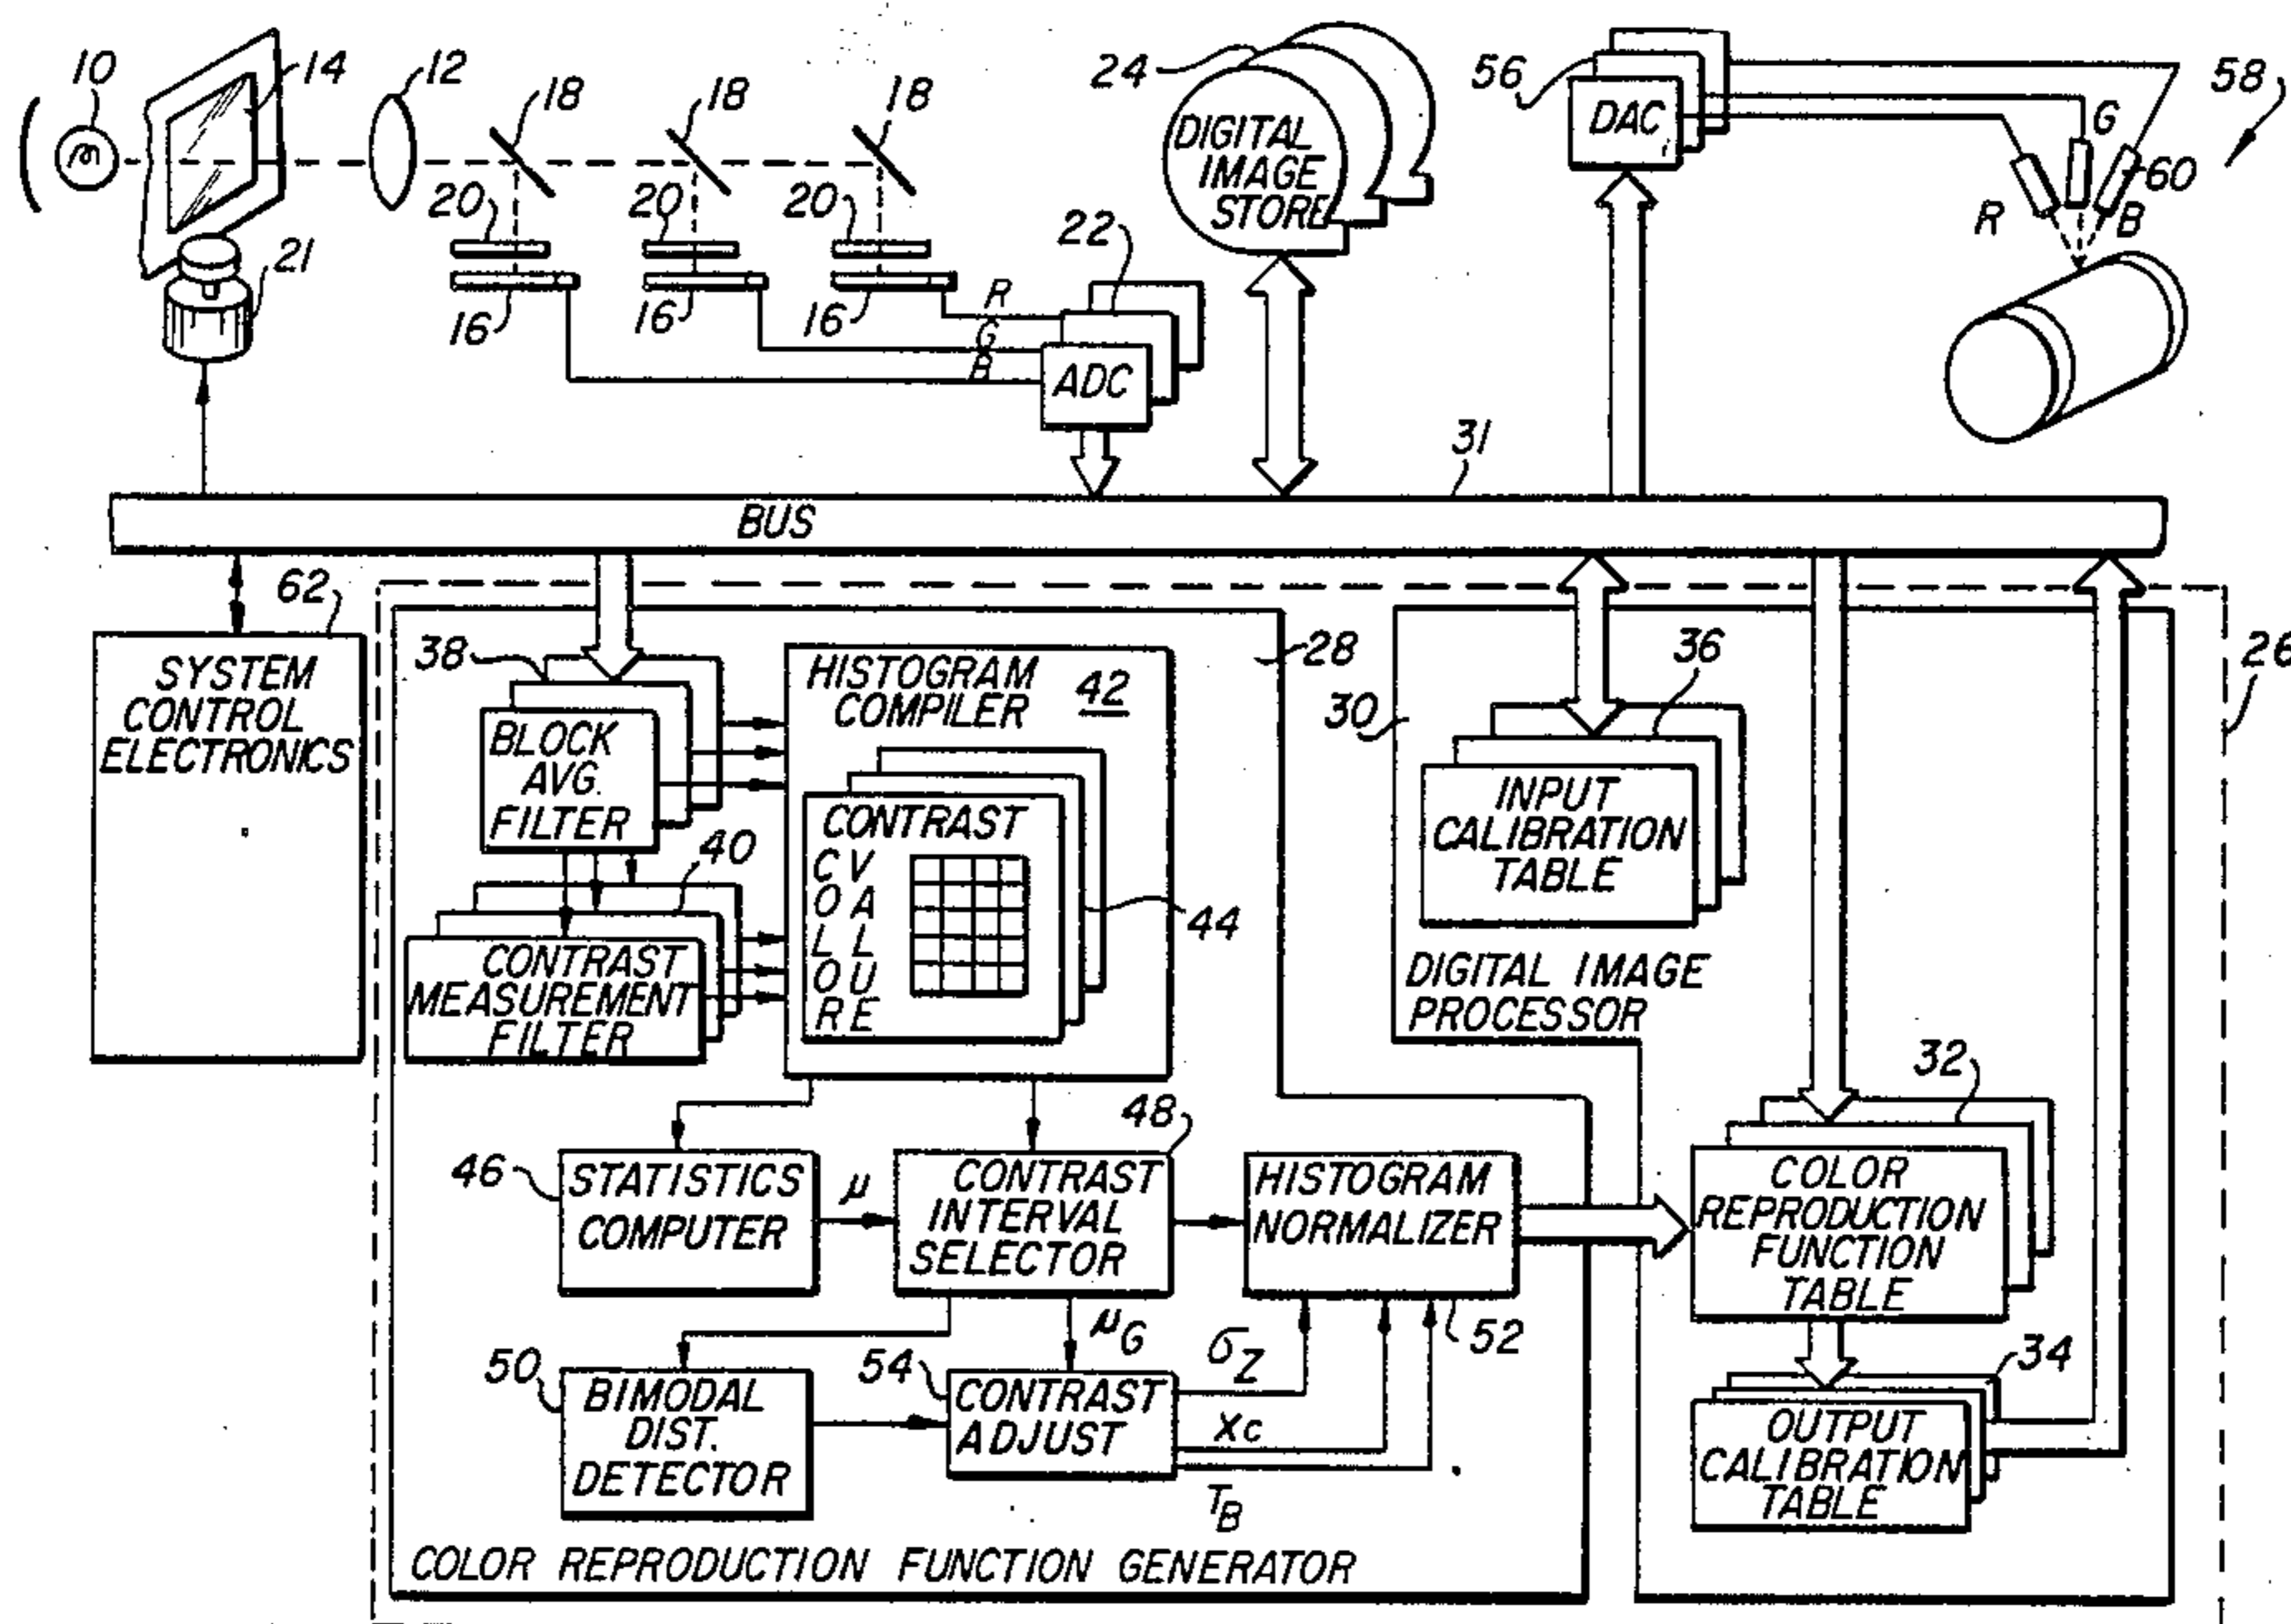 10
14
12
18
18
18
20
20
20
21
16
16
16
R
G
B
22
ADC
24
DIGITAL
IMAGE
STORE
56
DAC
58
G
60
R
B
31
BUS
62
SYSTEM
CONTROL
ELECTRONICS
38
BLOCK
AVG.
FILTER
40
CONTRAST
MEASUREMENT
FILTER
HISTOGRAM
COMPILER
42
CONTRAST
C V
O A
L L
O U
R E
44
28
30
36
26
INPUT
CALIBRATION
TABLE
DIGITAL IMAGE
PROCESSOR
32
COLOR
REPRODUCTION
FUNCTION
TABLE
34
OUTPUT
CALIBRATION
TABLE
46
STATISTICS
COMPUTER
μ
48
CONTRAST
INTERVAL
SELECTOR
HISTOGRAM
NORMALIZER
52
μG
50
BIMODAL
DIST.
DETECTOR
54
CONTRAST
ADJUST
σZ
Xc
TB
COLOR REPRODUCTION FUNCTION GENERATOR